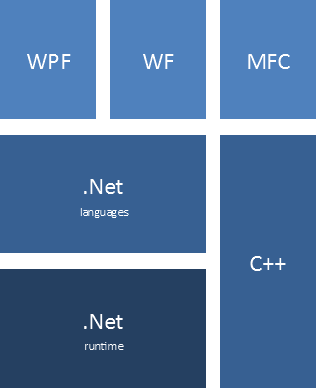 WPF
WF
MFC
.Net
languages
C++
.Net
runtime